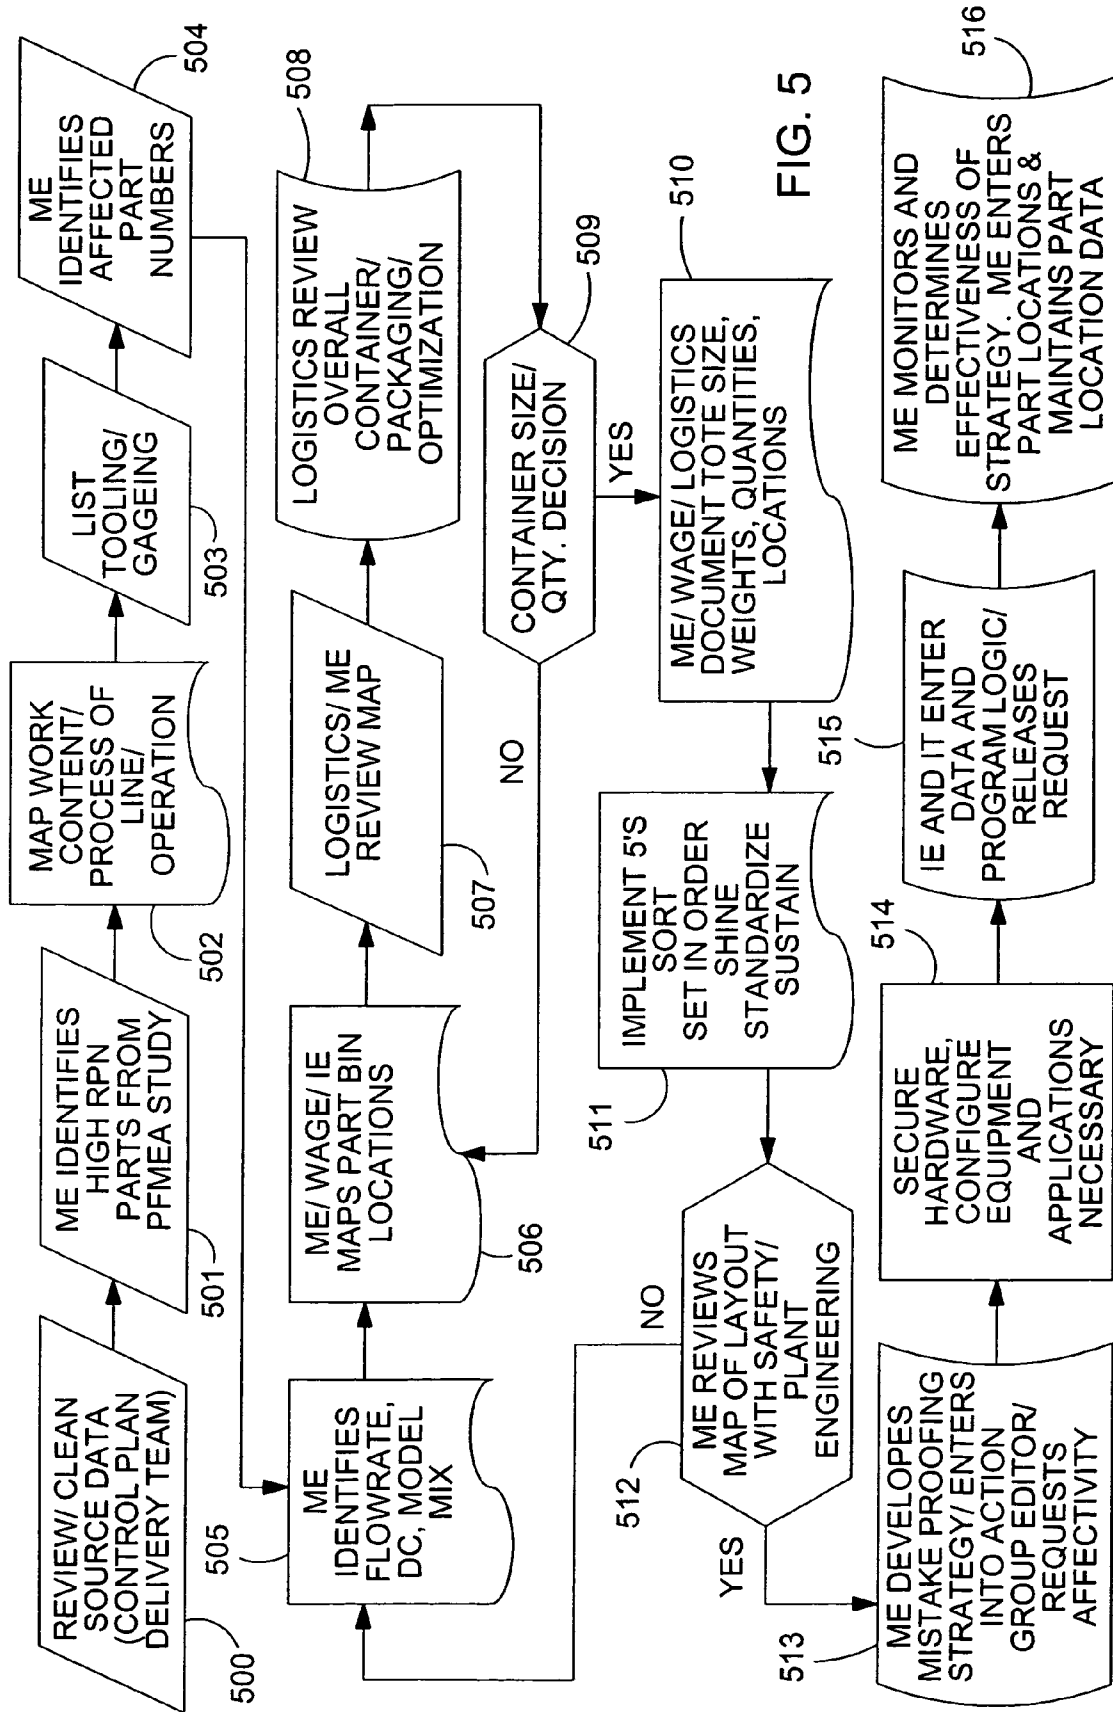 REVIEW/ CLEAN
SOURCE DATA
(CONTROL PLAN
DELIVERY TEAM)
500
ME IDENTIFIES
HIGH RPN
PARTS FROM
PFMEA STUDY
501
MAP WORK
CONTENT/
PROCESS OF
LINE/
OPERATION
502
LIST
TOOLING/
GAGEING
503
ME
IDENTIFIES
AFFECTED
PART
NUMBERS
504
505
ME
IDENTIFIES
FLOWRATE,
DC, MODEL
MIX
ME/ WAGE/ IE
MAPS PART BIN
LOCATIONS
506
LOGISTICS/ ME
REVIEW MAP
507
LOGISTICS REVIEW
OVERALL
CONTAINER/
PACKAGING/
OPTIMIZATION
508
CONTAINER SIZE/
QTY. DECISION
509
NO
YES
ME/ WAGE/ LOGISTICS
DOCUMENT TOTE SIZE,
WEIGHTS, QUANTITIES,
LOCATIONS
510
IMPLEMENT 5'S
SORT
SET IN ORDER
SHINE
STANDARDIZE
SUSTAIN
511
ME REVIEWS
MAP OF LAYOUT
WITH SAFETY/
PLANT
ENGINEERING
512
NO
YES
513
ME DEVELOPES
MISTAKE PROOFING
STRATEGY/ ENTERS
INTO ACTION
GROUP EDITOR/
REQUESTS
AFFECTIVITY
514
SECURE
HARDWARE,
CONFIGURE
EQUIPMENT
AND
APPLICATIONS
NECESSARY
515
IE AND IT ENTER
DATA AND
PROGRAM LOGIC/
RELEASES
REQUEST
516
ME MONITORS AND
DETERMINES
EFFECTIVENESS OF
STRATEGY. ME ENTERS
PART LOCATIONS &
MAINTAINS PART
LOCATION DATA
FIG. 5